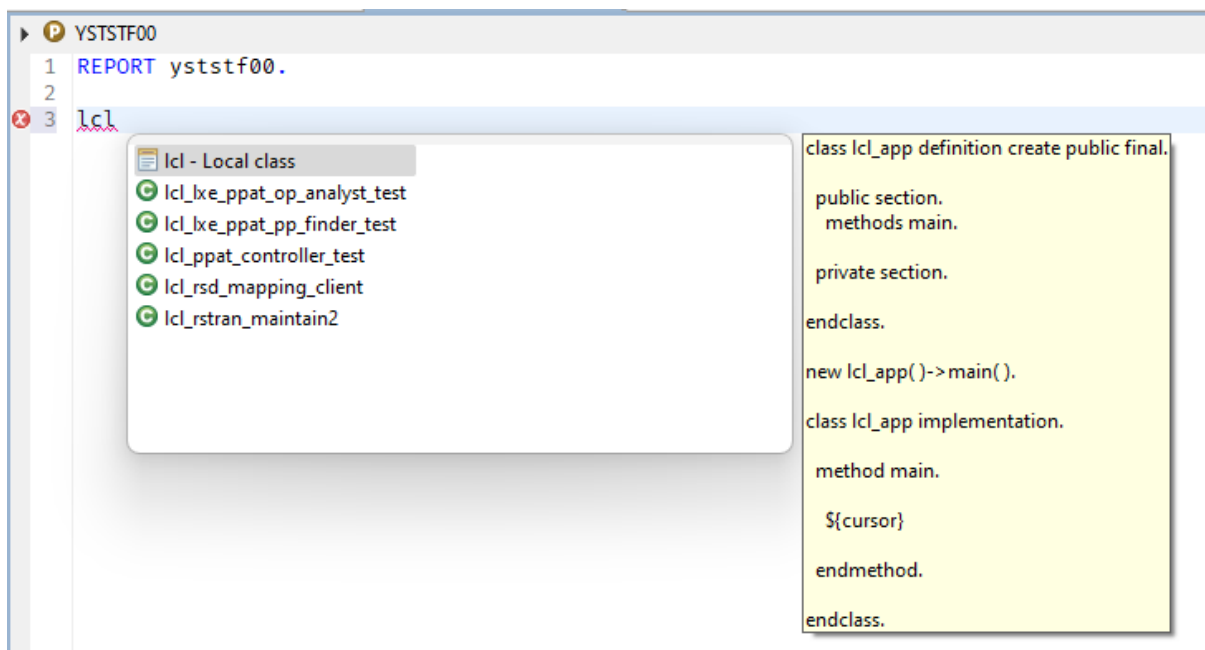 P YSTSTF00
1 REPORT yststf00.
2
3 lcl
lcl - Local class
C lcl_lxe_ppat_op_analyst_test
C lcl_lxe_ppat_pp_finder_test
C lcl_ppat_controller_test
C lcl_rsd_mapping_client
C lcl_rstran_maintain2
class lcl_app definition create public final.
public section.
methods main.
private section.
endclass.
new lcl_app( )->main( ).
class lcl_app implementation.
method main.
${cursor}
endmethod.
endclass.